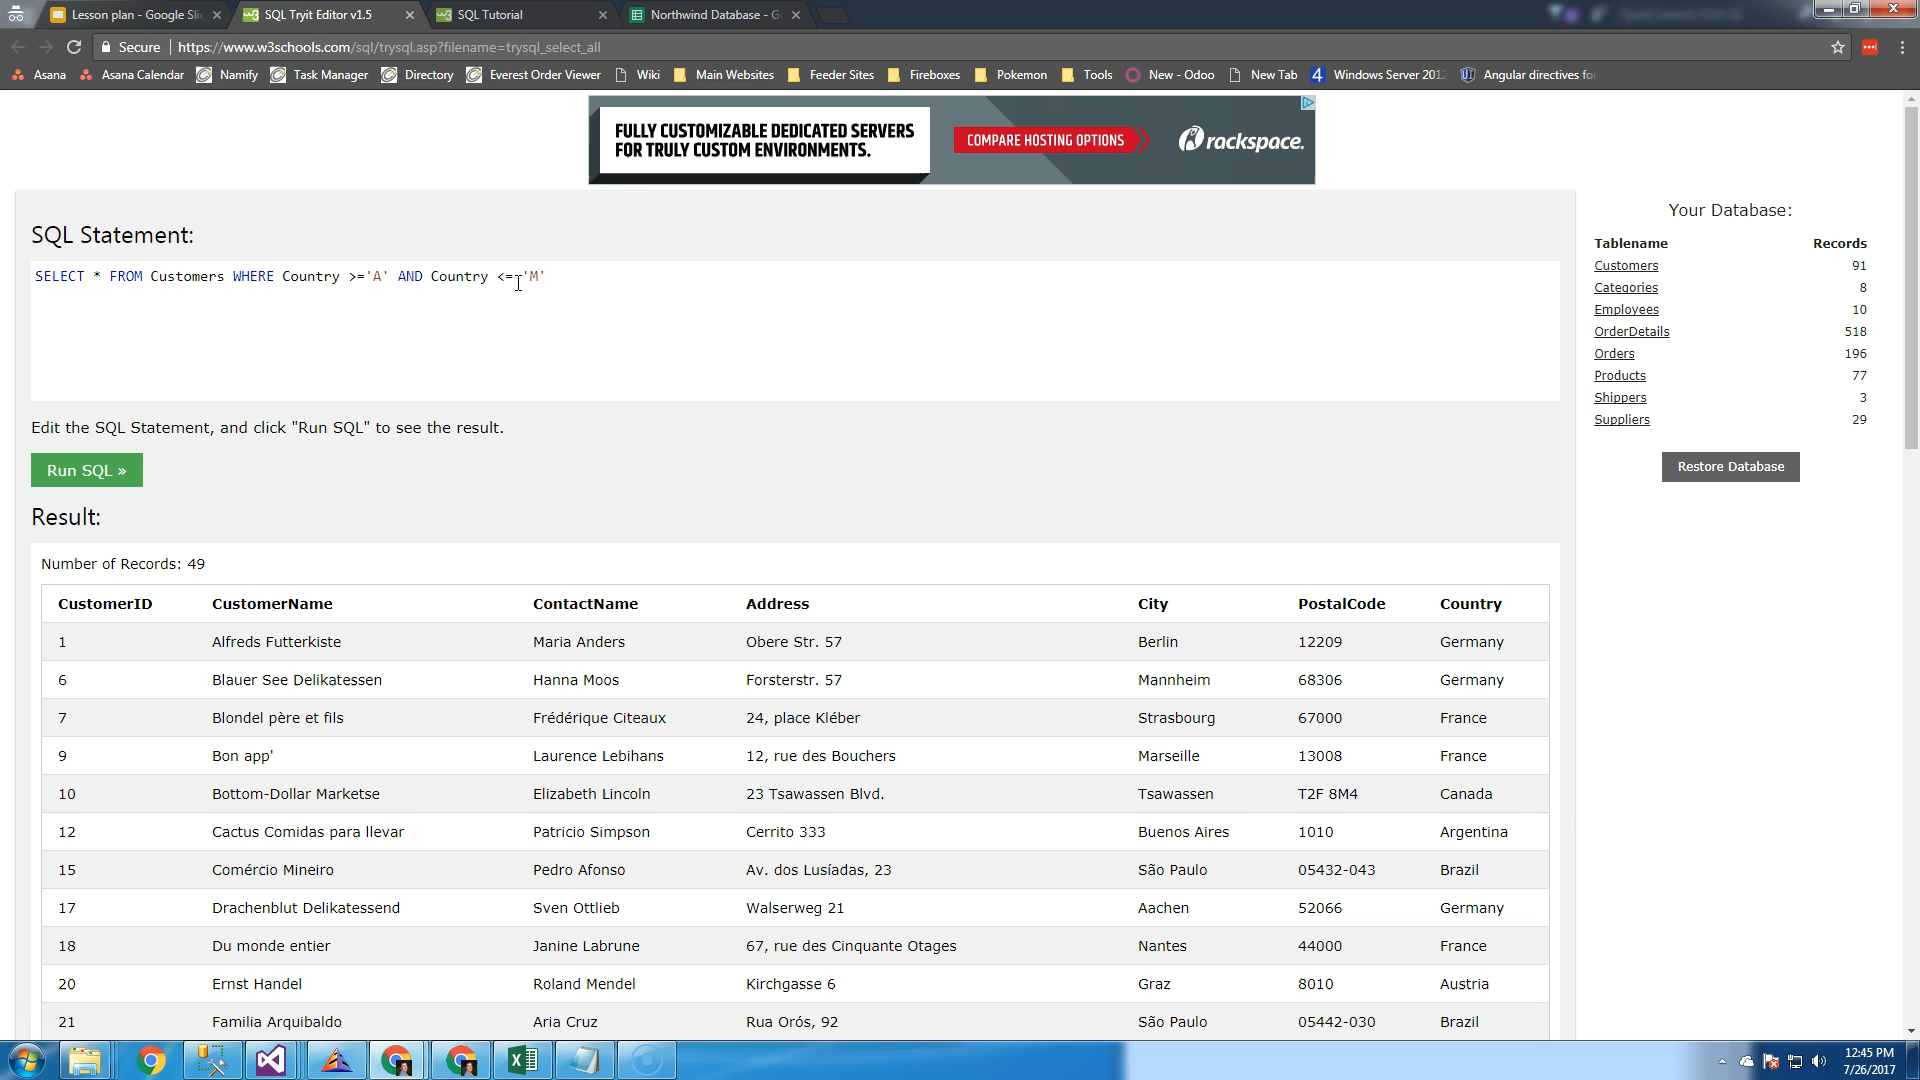 Lesson plan - Google Slid
SQL Tryit Editor v1.5
SQL Tutorial
Northwind Database - G
Secure
https://www.w3schools.com/sql/trysql.asp?filename=trysql_select_all
Asana
Asana Calendar
Namify
Task Manager
Directory
Everest Order Viewer
Wiki
Main Websites
Feeder Sites
Fireboxes
Pokemon
Tools
New - Odoo
New Tab
4 Windows Server 2012
Angular directives for
FULLY CUSTOMIZABLE DEDICATED SERVERS
FOR TRULY CUSTOM ENVIRONMENTS.
COMPARE HOSTING OPTIONS
rackspace.
SQL Statement:
SELECT * FROM Customers WHERE Country >='A' AND Country <='M'
Edit the SQL Statement, and click "Run SQL" to see the result.
Run SQL »
Result:
Number of Records: 49
CustomerID CustomerName ContactName Address City PostalCode Country
1 Alfreds Futterkiste Maria Anders Obere Str. 57 Berlin 12209 Germany
6 Blauer See Delikatessen Hanna Moos Forsterstr. 57 Mannheim 68306 Germany
7 Blondel père et fils Frédérique Citeaux 24, place Kléber Strasbourg 67000 France
9 Bon app' Laurence Lebihans 12, rue des Bouchers Marseille 13008 France
10 Bottom-Dollar Marketse Elizabeth Lincoln 23 Tsawassen Blvd. Tsawassen T2F 8M4 Canada
12 Cactus Comidas para llevar Patricio Simpson Cerrito 333 Buenos Aires 1010 Argentina
15 Comércio Mineiro Pedro Afonso Av. dos Lusíadas, 23 São Paulo 05432-043 Brazil
17 Drachenblut Delikatessend Sven Ottlieb Walserweg 21 Aachen 52066 Germany
18 Du monde entier Janine Labrune 67, rue des Cinquante Otages Nantes 44000 France
20 Ernst Handel Roland Mendel Kirchgasse 6 Graz 8010 Austria
21 Familia Arquibaldo Aria Cruz Rua Orós, 92 São Paulo 05442-030 Brazil
Your Database:
Tablename Records
Customers 91
Categories 8
Employees 10
OrderDetails 518
Orders 196
Products 77
Shippers 3
Suppliers 29
Restore Database
12:45 PM
7/26/2017